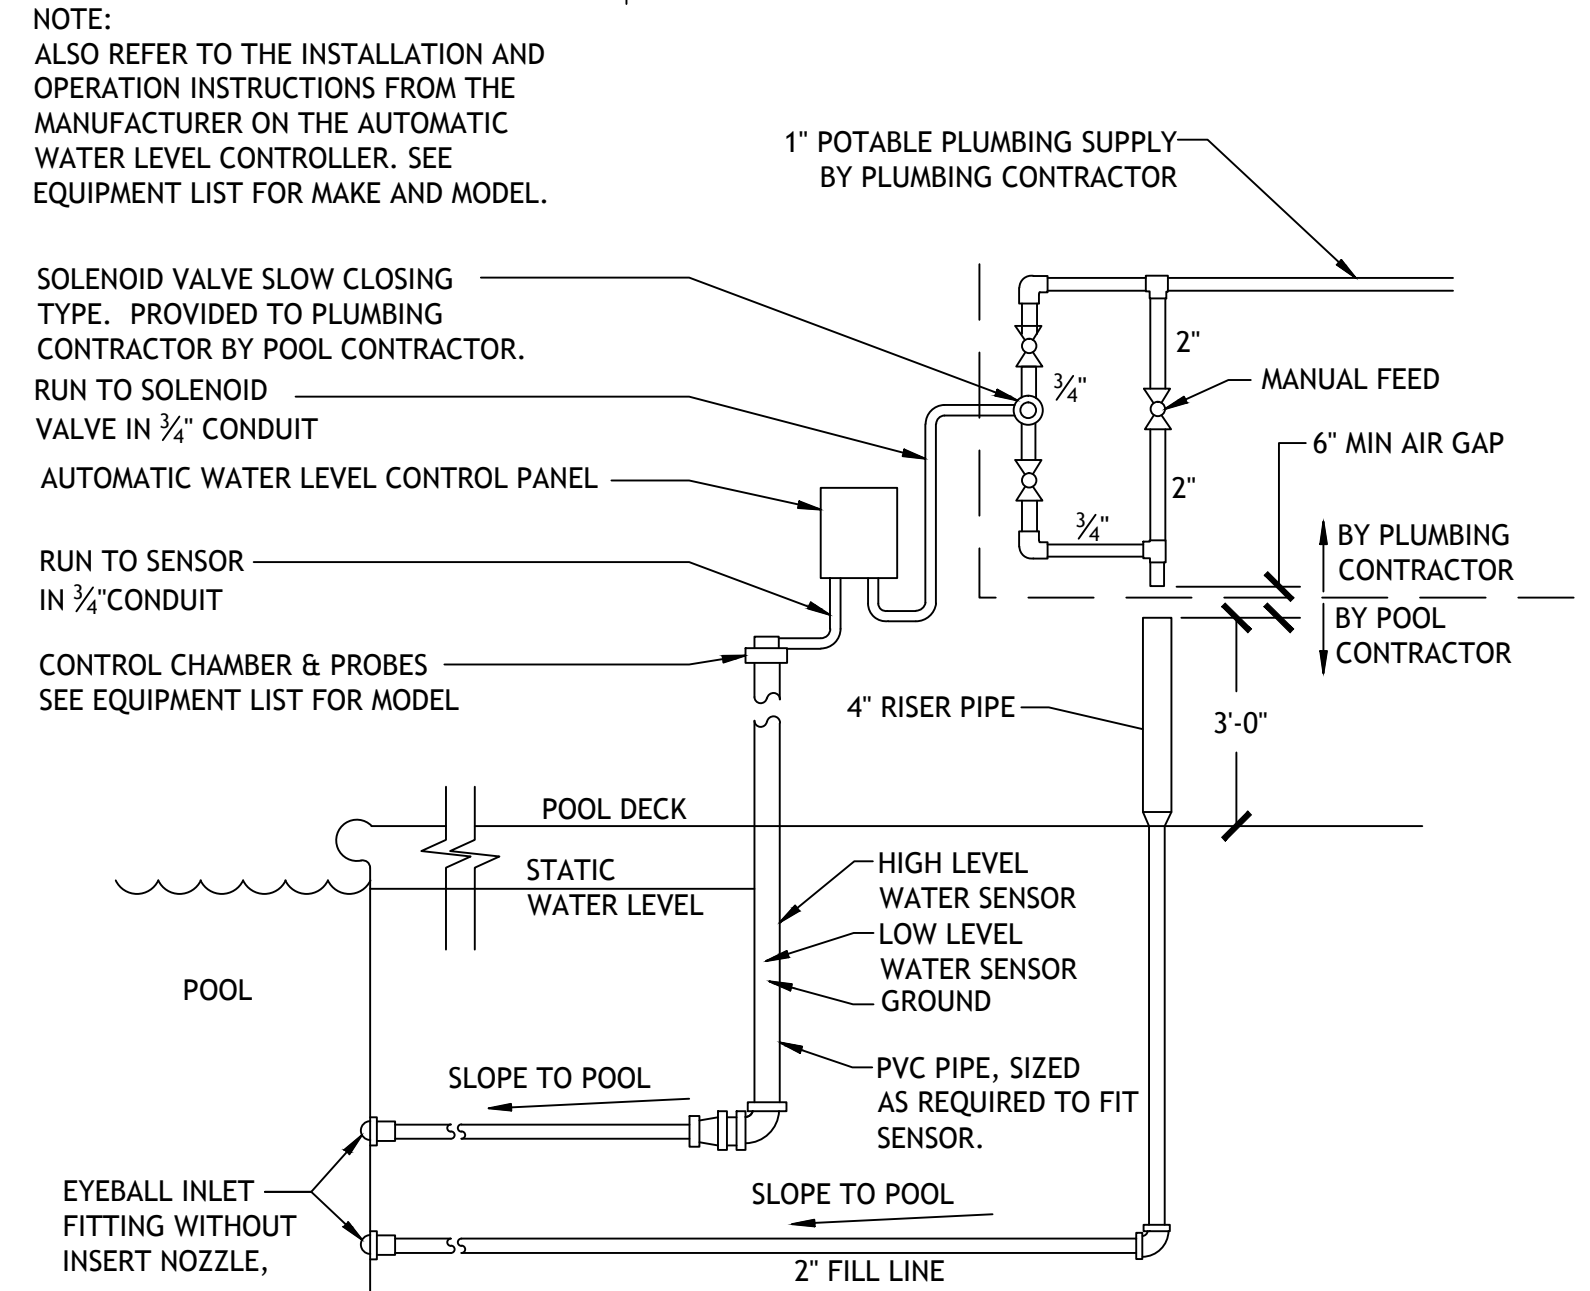 NOTE:
ALSO REFER TO THE INSTALLATION AND
OPERATION INSTRUCTIONS FROM THE
MANUFACTURER ON THE AUTOMATIC
WATER LEVEL CONTROLLER. SEE
EQUIPMENT LIST FOR MAKE AND MODEL.
1" POTABLE PLUMBING SUPPLY
BY PLUMBING CONTRACTOR
SOLENOID VALVE SLOW CLOSING
TYPE. PROVIDED TO PLUMBING
CONTRACTOR BY POOL CONTRACTOR.
RUN TO SOLENOID
VALVE IN 3/4" CONDUIT
AUTOMATIC WATER LEVEL CONTROL PANEL
RUN TO SENSOR
IN 3/4"CONDUIT
CONTROL CHAMBER & PROBES
SEE EQUIPMENT LIST FOR MODEL
2"
3/4"
MANUAL FEED
6" MIN AIR GAP
2"
3/4"
BY PLUMBING
CONTRACTOR
BY POOL
CONTRACTOR
4" RISER PIPE
3'-0"
POOL DECK
STATIC
WATER LEVEL
HIGH LEVEL
WATER SENSOR
LOW LEVEL
WATER SENSOR
GROUND
POOL
PVC PIPE, SIZED
AS REQUIRED TO FIT
SENSOR.
SLOPE TO POOL
EYEBALL INLET
FITTING WITHOUT
INSERT NOZZLE,
SLOPE TO POOL
2" FILL LINE